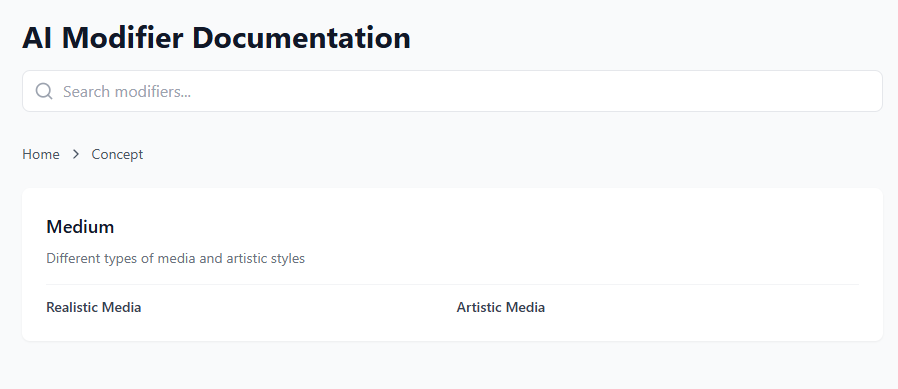 AI Modifier Documentation
Search modifiers...
Home > Concept
Medium
Different types of media and artistic styles
Realistic Media Artistic Media